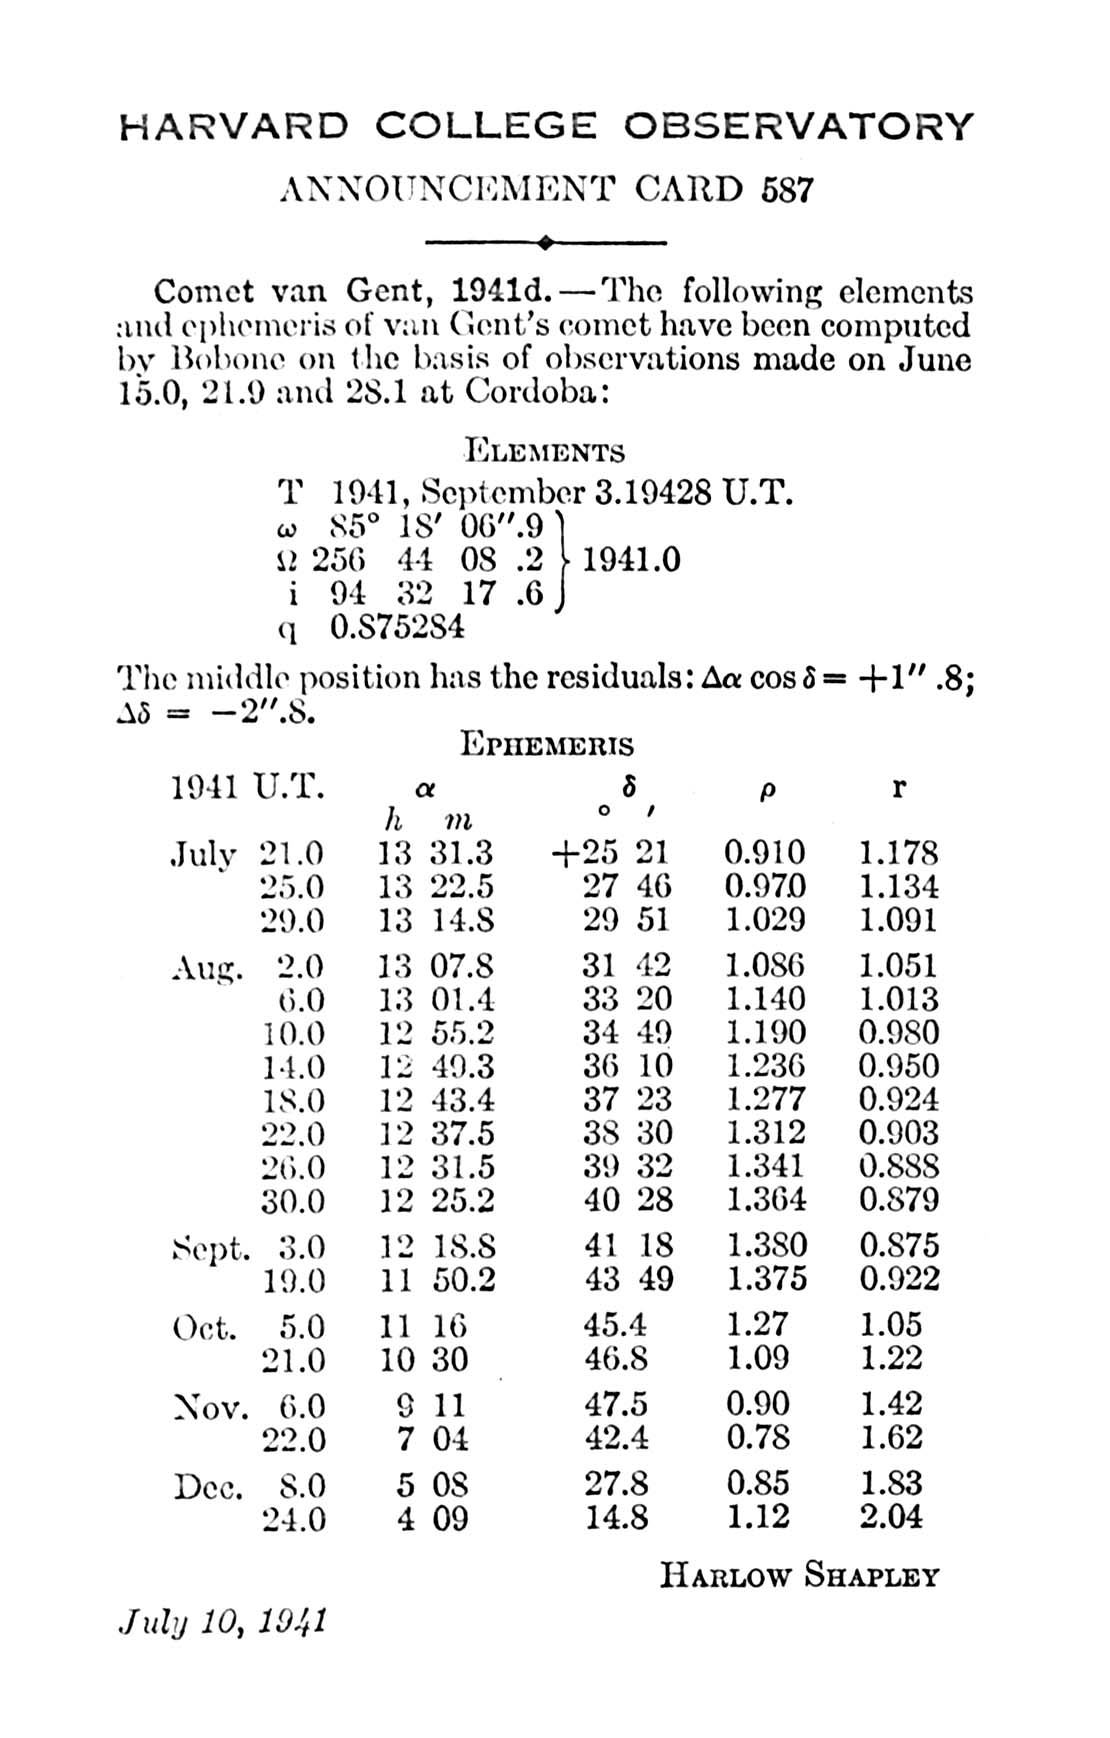 HARVARD COLLEGE OBSERVATORY
ANNOUNCEMENT CARD 587
Comet van Gent, 1941d.—The following elements
and ephemeris of van Gent's comet have been computed
by Bobone on the basis of observations made on June
15.0, 21.9 and 28.1 at Cordoba:
ELEMENTS
T 1941, September 3.19428 U.T.
ω 85° 18′ 06″.9
Ω 256 44 08 .2 } 1941.0
i 94 32 17 .6
q 0.875284
The middle position has the residuals: Δα cos δ = +1″ .8;
Δδ = −2″.8.
EPHEMERIS
1941 U.T. α δ ρ r
h m ° ′
July 21.0 13 31.3 +25 21 0.910 1.178
25.0 13 22.5 27 46 0.970 1.134
29.0 13 14.8 29 51 1.029 1.091
Aug. 2.0 13 07.8 31 42 1.086 1.051
6.0 13 01.4 33 20 1.140 1.013
10.0 12 55.2 34 49 1.190 0.980
14.0 12 49.3 36 10 1.236 0.950
18.0 12 43.4 37 23 1.277 0.924
22.0 12 37.5 38 30 1.312 0.903
26.0 12 31.5 39 32 1.341 0.888
30.0 12 25.2 40 28 1.364 0.879
Sept. 3.0 12 18.8 41 18 1.380 0.875
19.0 11 50.2 43 49 1.375 0.922
Oct. 5.0 11 16 45.4 1.27 1.05
21.0 10 30 46.8 1.09 1.22
Nov. 6.0 9 11 47.5 0.90 1.42
22.0 7 04 42.4 0.78 1.62
Dec. 8.0 5 08 27.8 0.85 1.83
24.0 4 09 14.8 1.12 2.04
HARLOW SHAPLEY
July 10, 1941